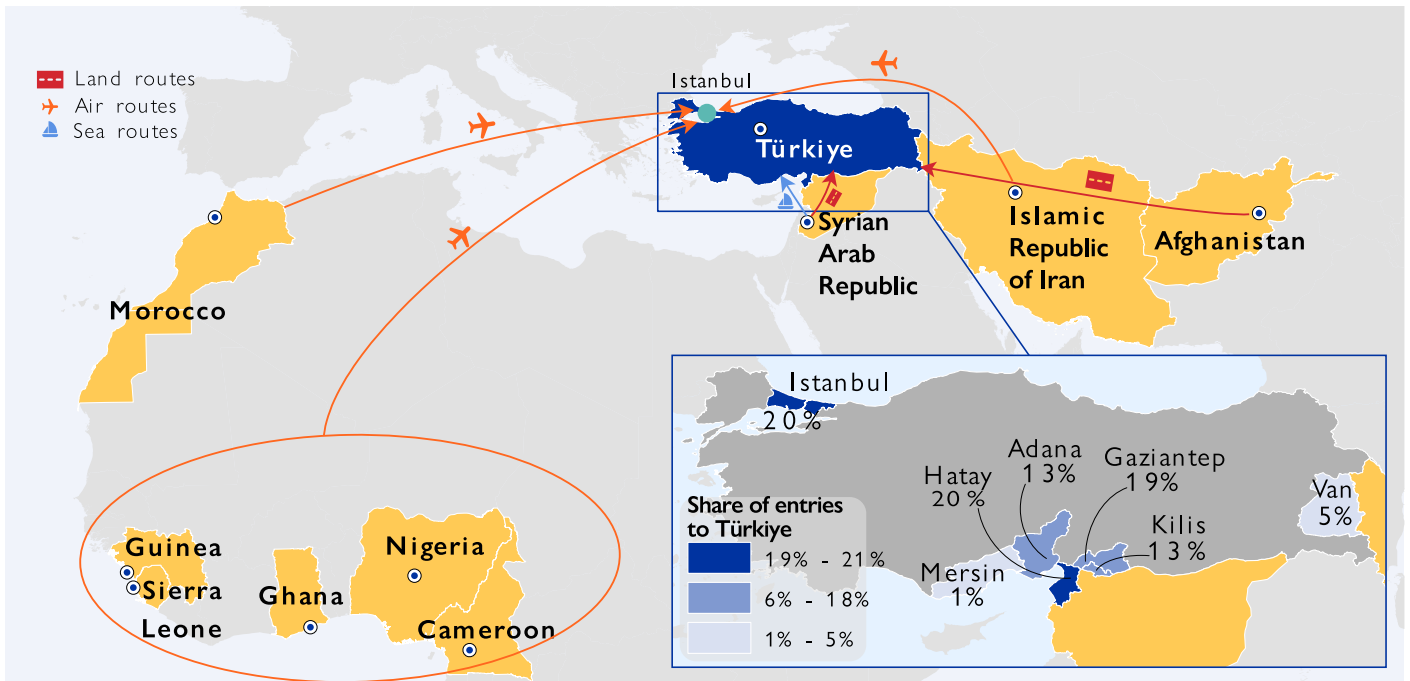 Land routes
Air routes
Sea routes
Istanbul
Türkiye
Syrian
Arab
Republic
Islamic
Republic
of Iran
Afghanistan
Morocco
Guinea
Sierra
Leone
Ghana
Nigeria
Cameroon
Istanbul
20%
Adana
13%
Hatay
20%
Gaziantep
19%
Kilis
13%
Van
5%
Mersin
1%
Share of entries
to Türkiye
19% - 21%
6% - 18%
1% - 5%